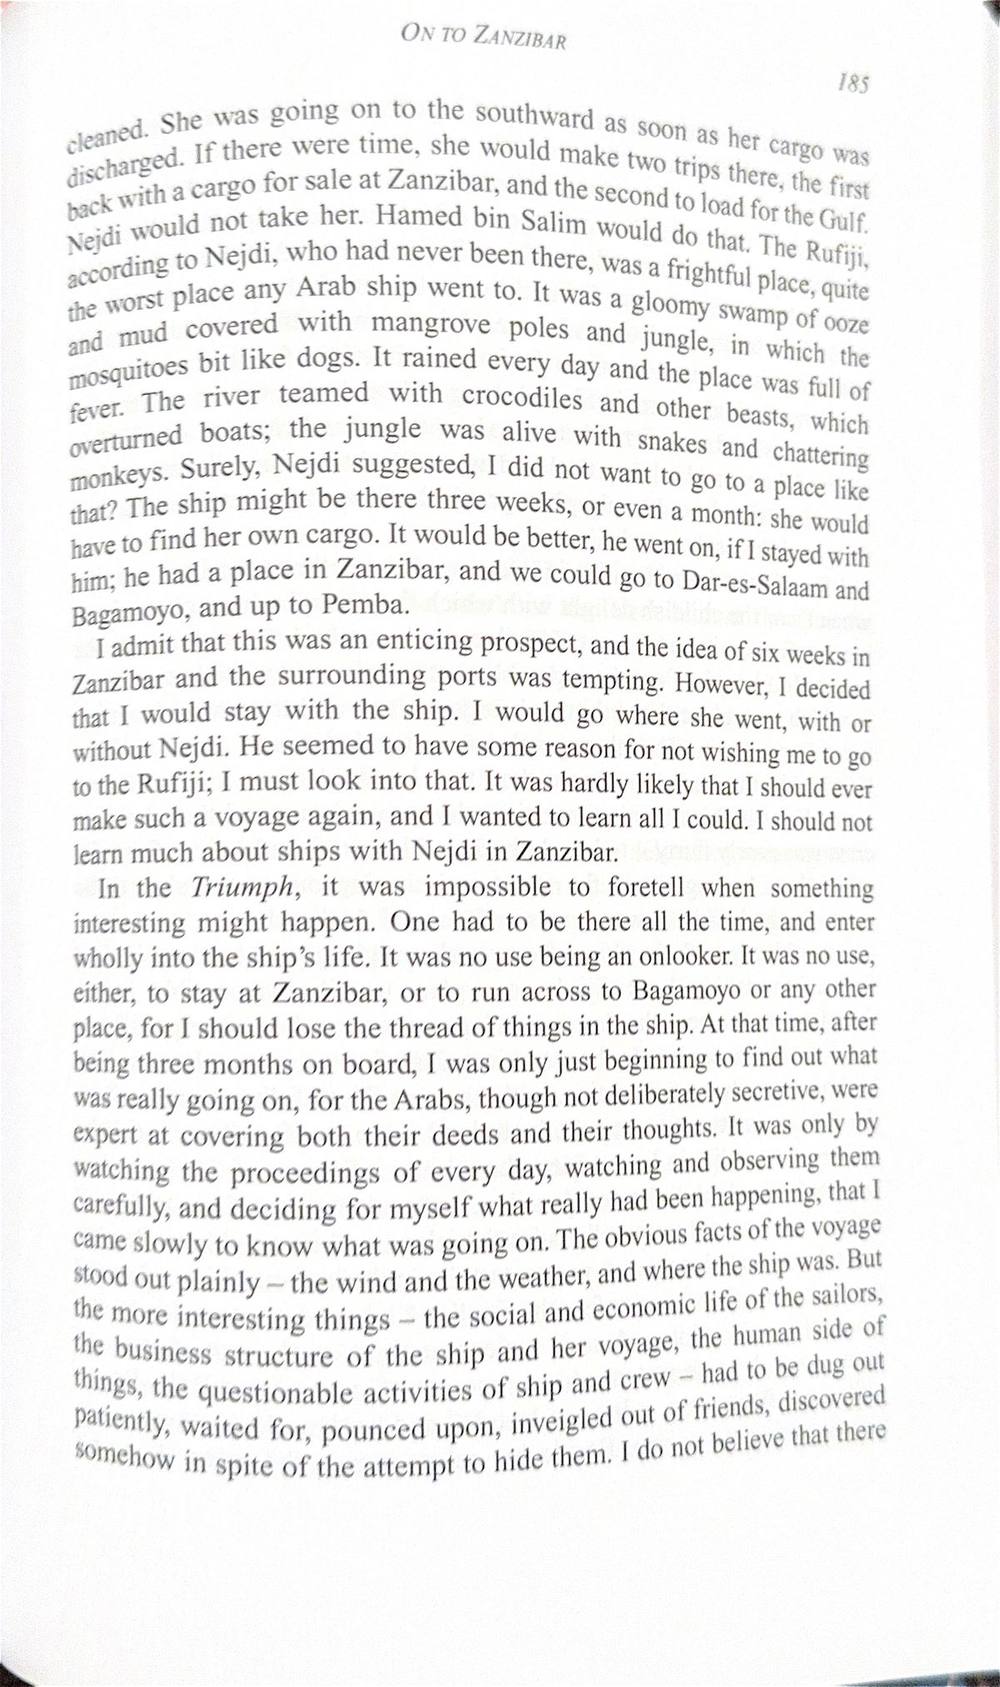 ON TO ZANZIBAR
185
cleaned. She was going on to the southward as soon as her cargo was
discharged. If there were time, she would make two trips there, the first
back with a cargo for sale at Zanzibar, and the second to load for the Gulf.
Nejdi would not take her. Hamed bin Salim would do that. The Rufiji,
according to Nejdi, who had never been there, was a frightful place, quite
the worst place any Arab ship went to. It was a gloomy swamp of ooze
and mud covered with mangrove poles and jungle, in which the
mosquitoes bit like dogs. It rained every day and the place was full of
fever. The river teamed with crocodiles and other beasts, which
overturned boats; the jungle was alive with snakes and chattering
monkeys. Surely, Nejdi suggested, I did not want to go to a place like
that? The ship might be there three weeks, or even a month: she would
have to find her own cargo. It would be better, he went on, if I stayed with
him; he had a place in Zanzibar, and we could go to Dar-es-Salaam and
Bagamoyo, and up to Pemba.
I admit that this was an enticing prospect, and the idea of six weeks in
Zanzibar and the surrounding ports was tempting. However, I decided
that I would stay with the ship. I would go where she went, with or
without Nejdi. He seemed to have some reason for not wishing me to go
to the Rufiji; I must look into that. It was hardly likely that I should ever
make such a voyage again, and I wanted to learn all I could. I should not
learn much about ships with Nejdi in Zanzibar.
In the Triumph, it was impossible to foretell when something
interesting might happen. One had to be there all the time, and enter
wholly into the ship's life. It was no use being an onlooker. It was no use,
either, to stay at Zanzibar, or to run across to Bagamoyo or any other
place, for I should lose the thread of things in the ship. At that time, after
being three months on board, I was only just beginning to find out what
was really going on, for the Arabs, though not deliberately secretive, were
expert at covering both their deeds and their thoughts. It was only by
watching the proceedings of every day, watching and observing them
carefully, and deciding for myself what really had been happening, that I
came slowly to know what was going on. The obvious facts of the voyage
stood out plainly – the wind and the weather, and where the ship was. But
the more interesting things – the social and economic life of the sailors,
the business structure of the ship and her voyage, the human side of
things, the questionable activities of ship and crew – had to be dug out
patiently, waited for, pounced upon, inveigled out of friends, discovered
somehow in spite of the attempt to hide them. I do not believe that there